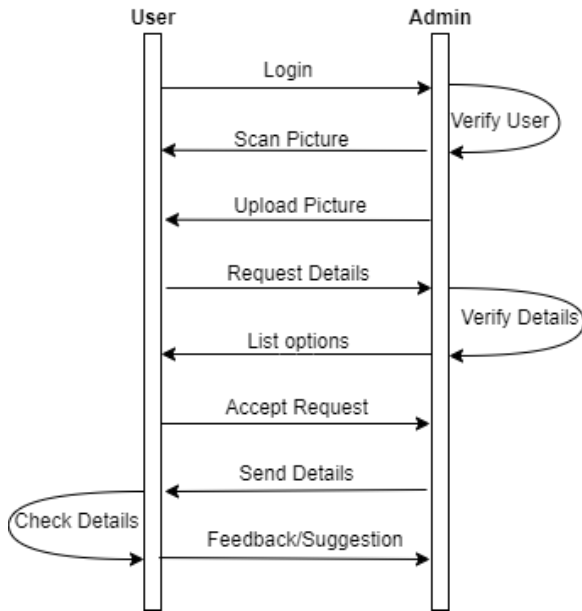 User
Admin
Login
Verify User
Scan Picture
Upload Picture
Request Details
Verify Details
List options
Accept Request
Send Details
Check Details
Feedback/Suggestion